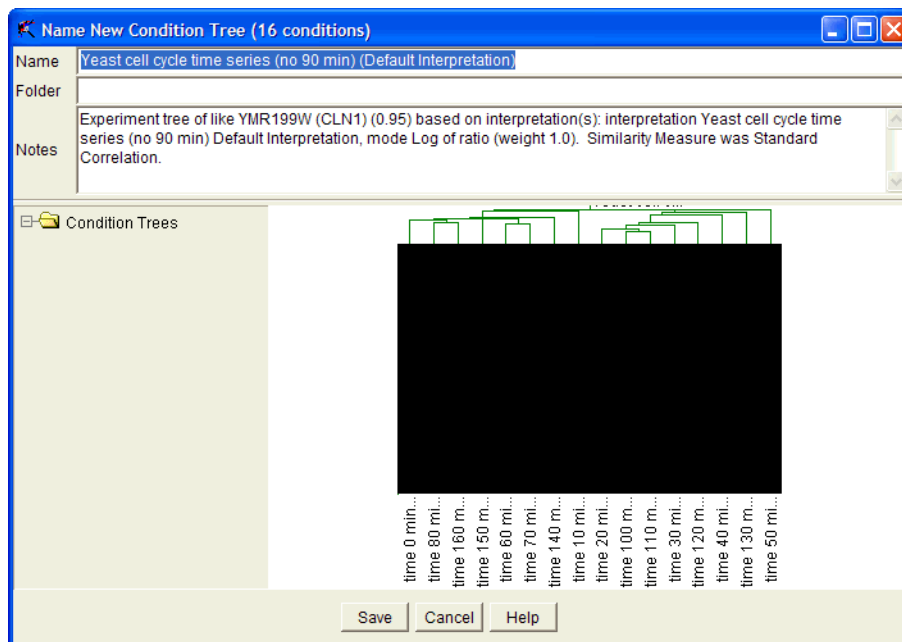 Name New Condition Tree (16 conditions)
Name
Yeast cell cycle time series (no 90 min) (Default Interpretation)
Folder
Notes
Experiment tree of like YMR199W (CLN1) (0.95) based on interpretation(s): interpretation Yeast cell cycle time
series (no 90 min) Default Interpretation, mode Log of ratio (weight 1.0).  Similarity Measure was Standard
Correlation.
Condition Trees
time 0 min...
time 80 mi...
time 160 m...
time 150 m...
time 60 mi...
time 70 mi...
time 140 m...
time 10 mi...
time 20 mi...
time 100 m...
time 110 m...
time 30 mi...
time 120 m...
time 40 mi...
time 130 m...
time 50 mi...
Save
Cancel
Help